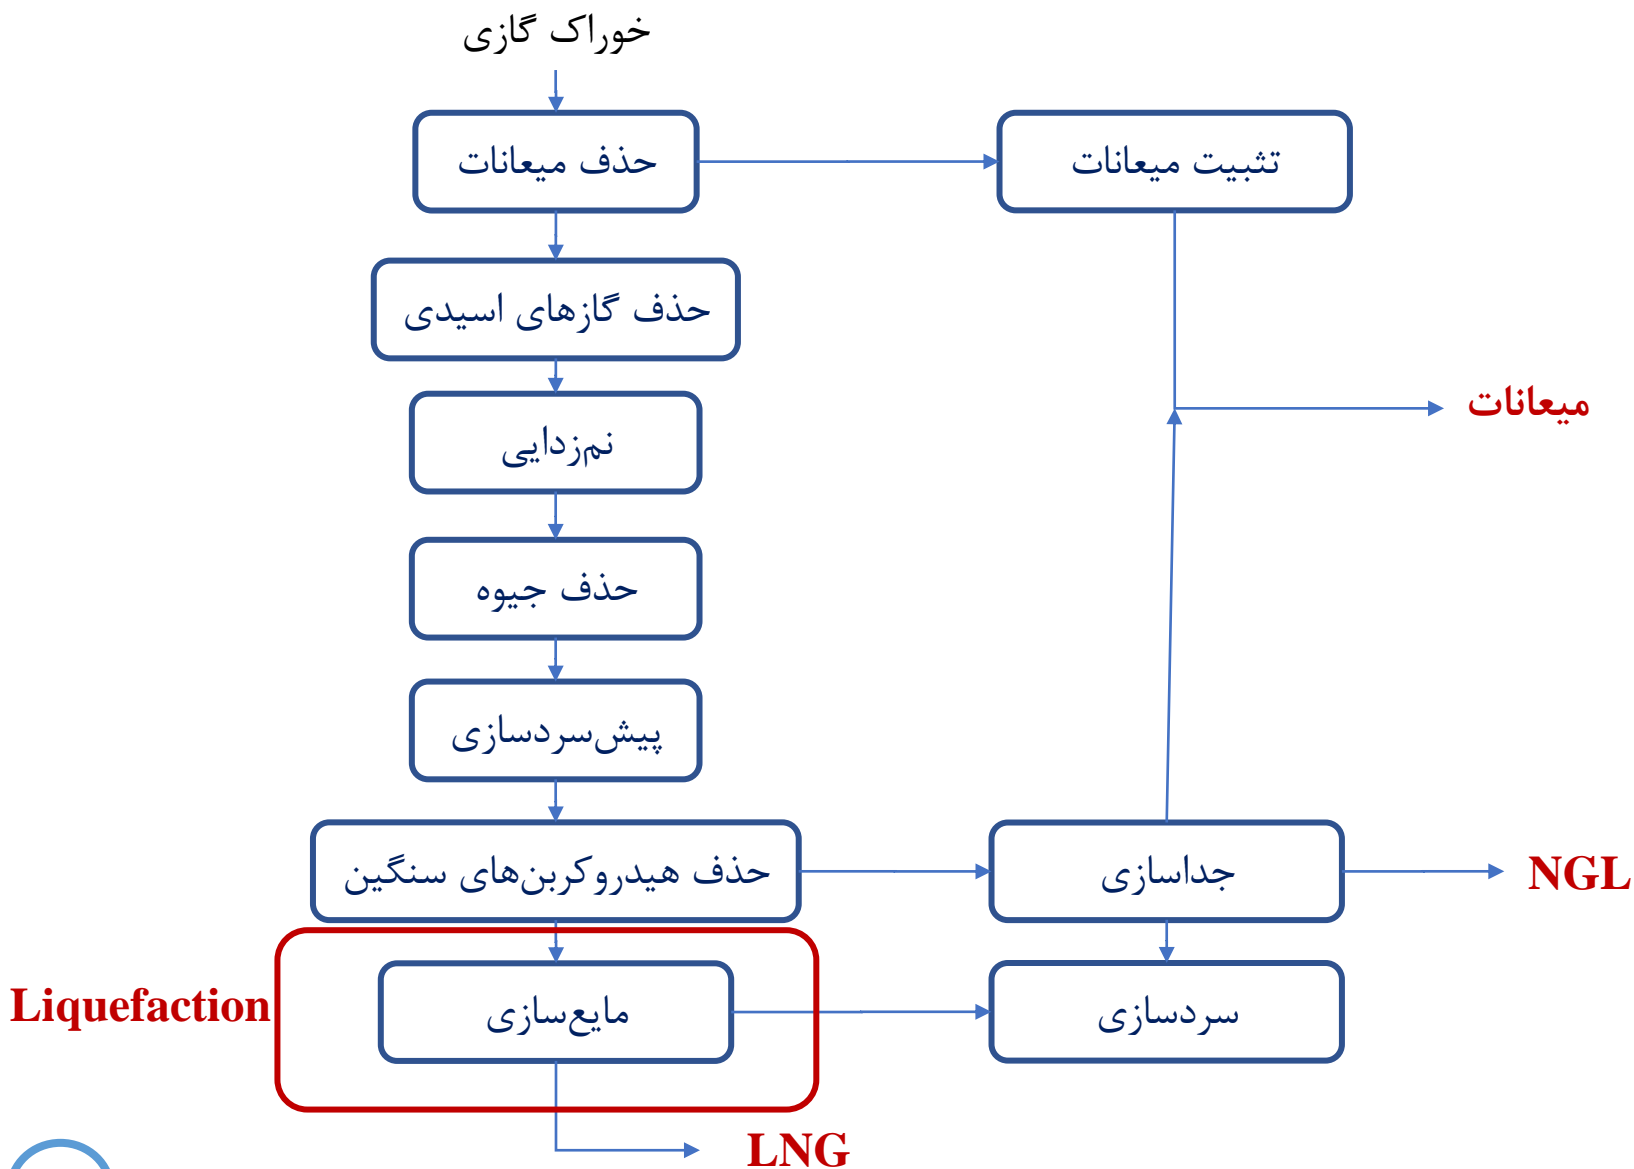 خوراک گازی
حذف میعانات
تثبیت میعانات
حذف گازهای اسیدی
میعانات
نم‌زدایی
حذف جیوه
پیش‌سردسازی
حذف هیدروکربن‌های سنگین
جداسازی
NGL
Liquefaction
مایع‌سازی
سردسازی
LNG